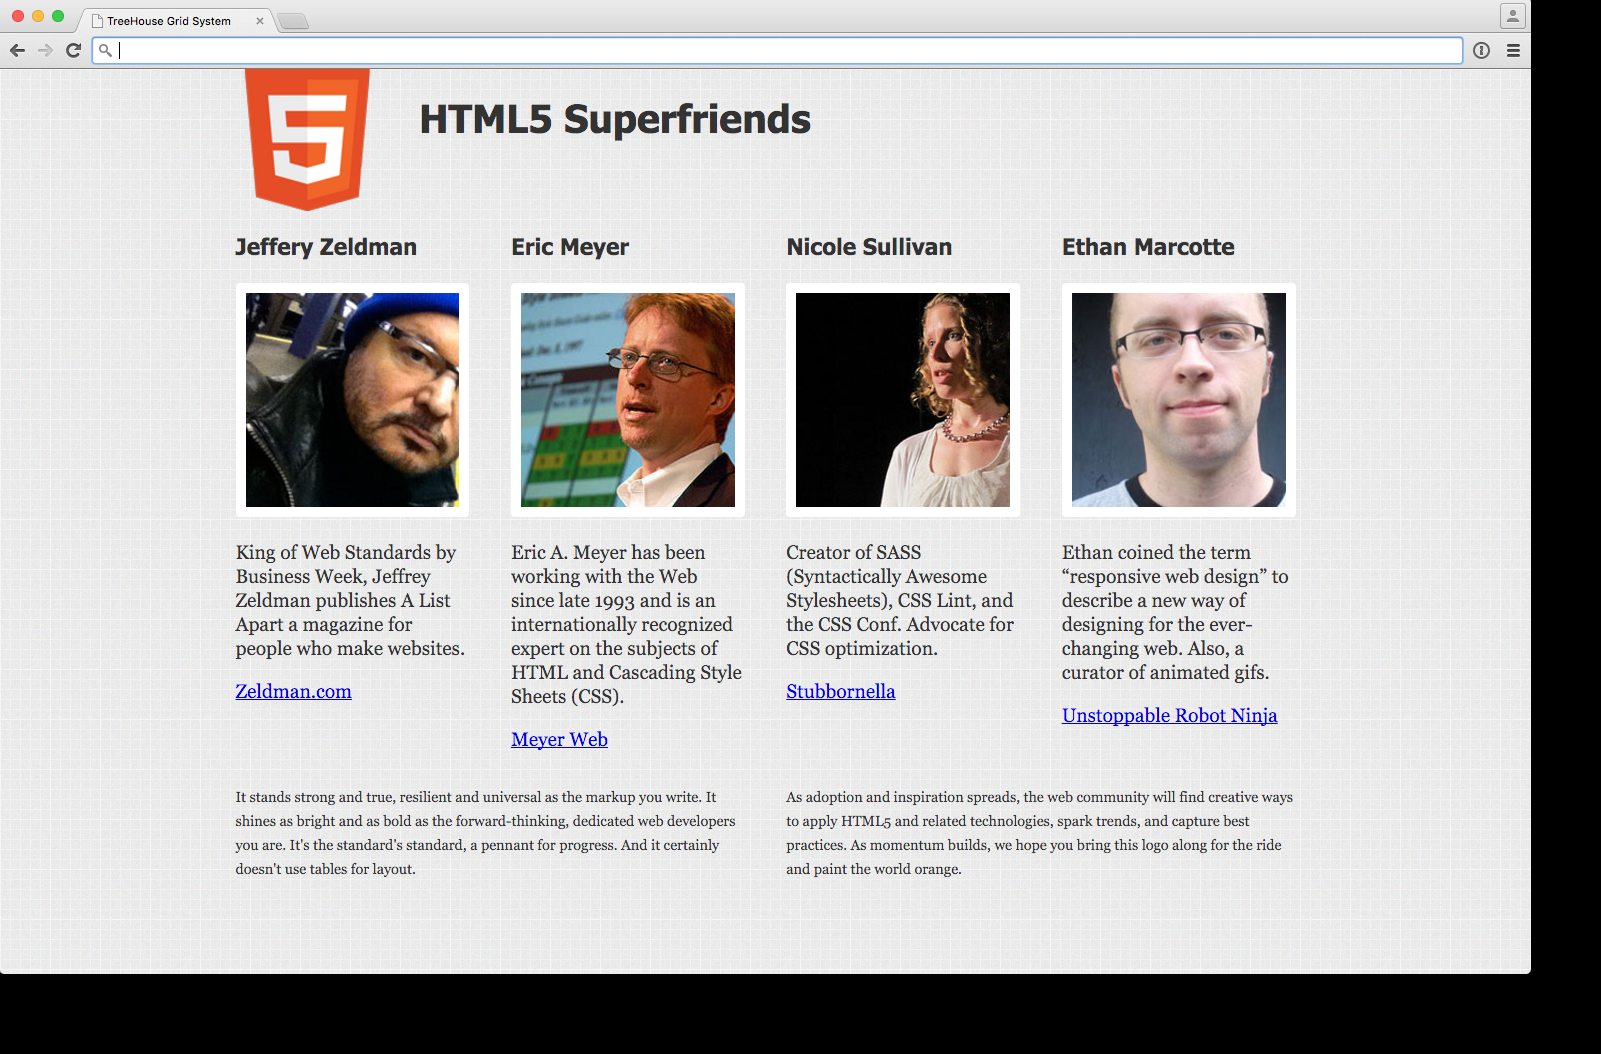 TreeHouse Grid System
HTML5 Superfriends
5
Jeffery Zeldman
Eric Meyer
Nicole Sullivan
Ethan Marcotte
King of Web Standards by
Business Week, Jeffrey
Zeldman publishes A List
Apart a magazine for
people who make websites.
Zeldman.com
Eric A. Meyer has been
working with the Web
since late 1993 and is an
internationally recognized
expert on the subjects of
HTML and Cascading Style
Sheets (CSS).
Meyer Web
Creator of SASS
(Syntactically Awesome
Stylesheets), CSS Lint, and
the CSS Conf. Advocate for
CSS optimization.
Stubbornella
Ethan coined the term
“responsive web design” to
describe a new way of
designing for the ever-
changing web. Also, a
curator of animated gifs.
Unstoppable Robot Ninja
It stands strong and true, resilient and universal as the markup you write. It
shines as bright and as bold as the forward-thinking, dedicated web developers
you are. It's the standard's standard, a pennant for progress. And it certainly
doesn't use tables for layout.
As adoption and inspiration spreads, the web community will find creative ways
to apply HTML5 and related technologies, spark trends, and capture best
practices. As momentum builds, we hope you bring this logo along for the ride
and paint the world orange.